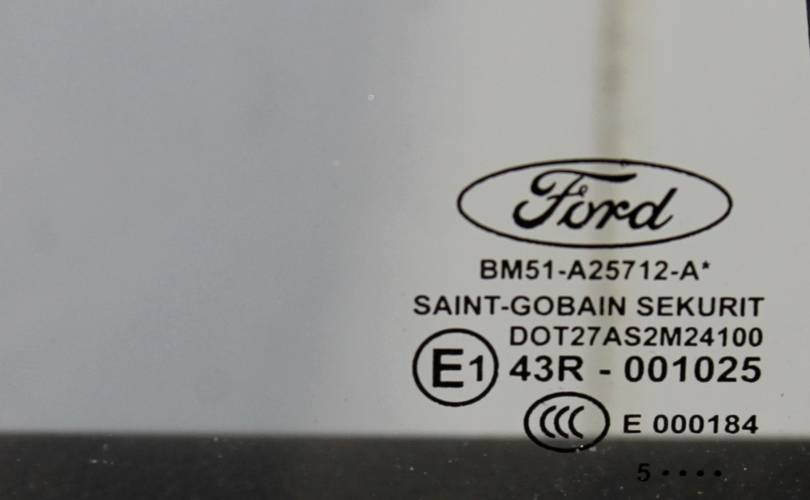 Ford
BM51-A25712-A*
SAINT-GOBAIN SEKURIT
DOT27AS2M24100
E1 43R - 001025
CCC E 000184
5 ••••